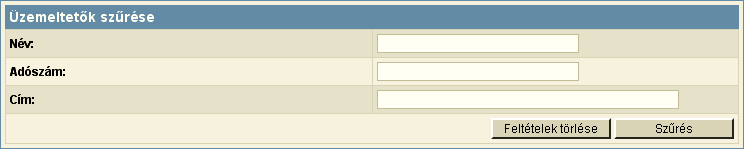 Üzemeltetők szűrése
Név:
Adószám:
Cím:
Feltételek törlése Szűrés